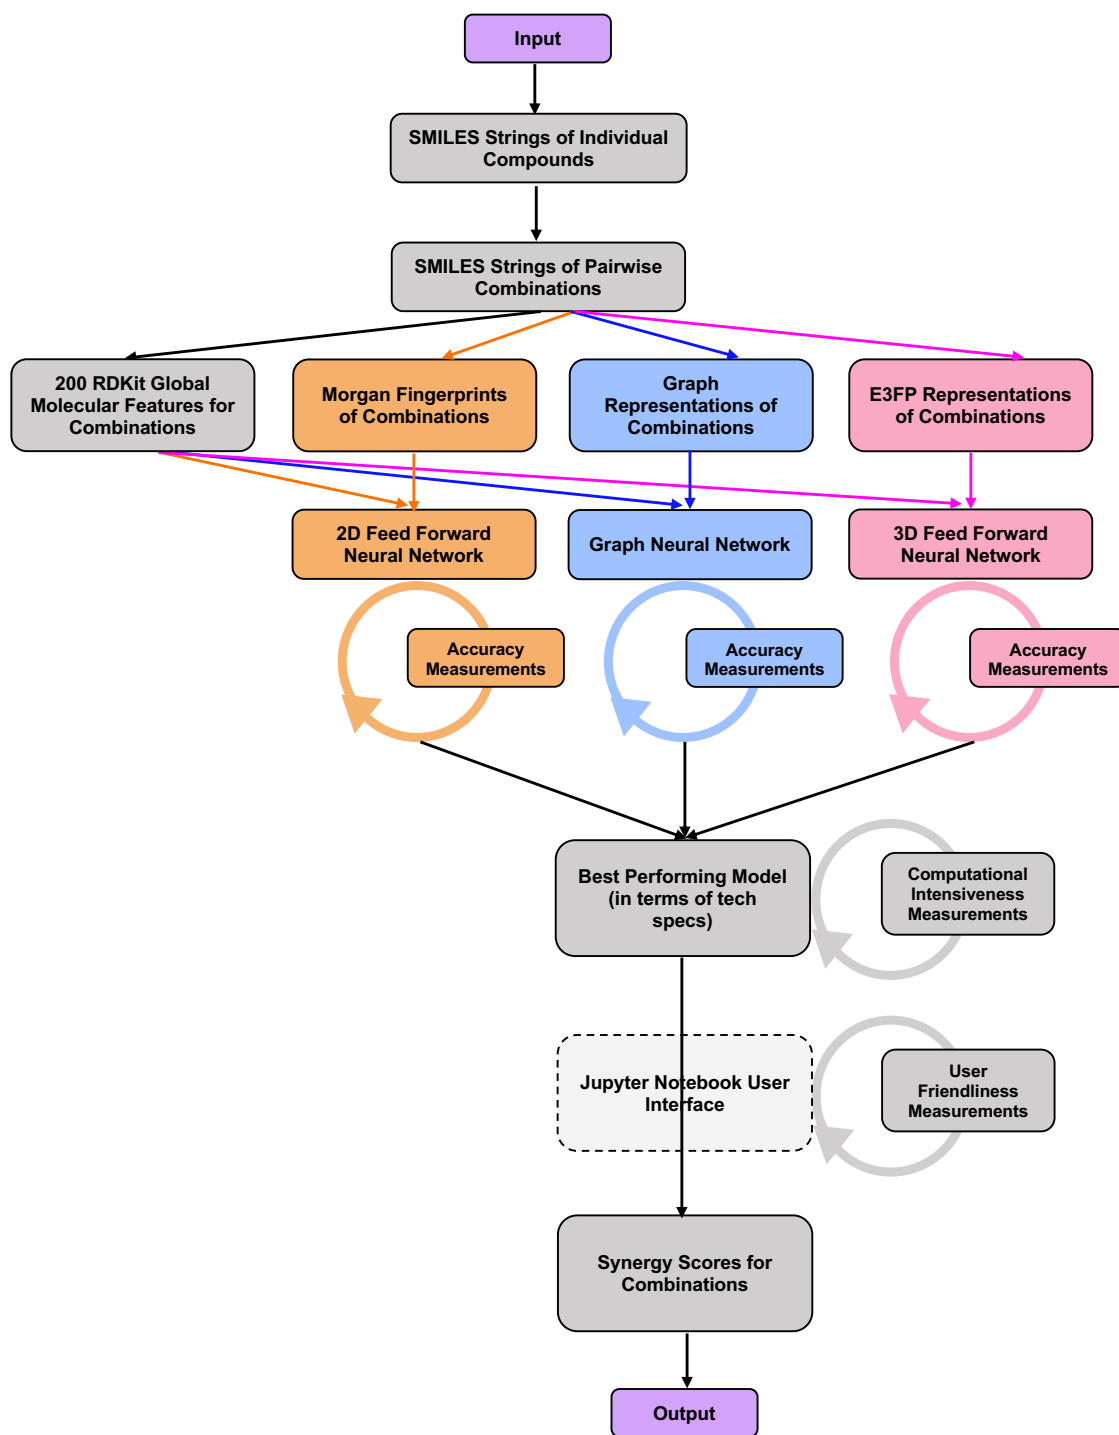 Input
SMILES Strings of Individual
Compounds
SMILES Strings of Pairwise
Combinations
200 RDKit Global
Molecular Features for
Combinations
Morgan Fingerprints
of Combinations
Graph
Representations of
Combinations
E3FP Representations
of Combinations
2D Feed Forward
Neural Network
Graph Neural Network
3D Feed Forward
Neural Network
Accuracy
Measurements
Accuracy
Measurements
Accuracy
Measurements
Best Performing Model
(in terms of tech
specs)
Computational
Intensiveness
Measurements
Jupyter Notebook User
Interface
User
Friendliness
Measurements
Synergy Scores for
Combinations
Output